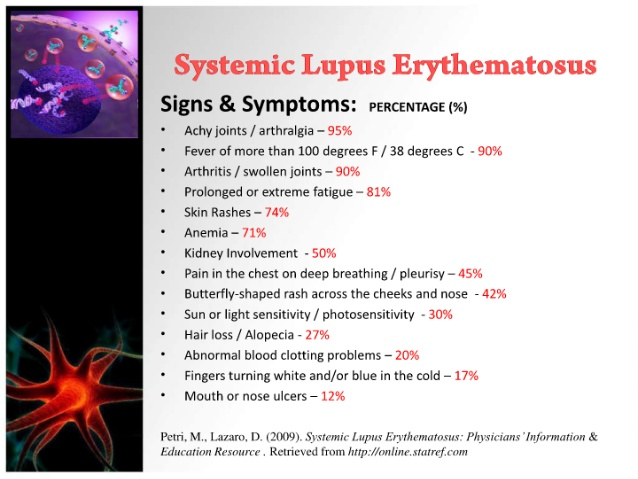 Systemic Lupus Erythematosus
Signs & Symptoms: PERCENTAGE (%)
• Achy joints / arthralgia – 95%
• Fever of more than 100 degrees F / 38 degrees C - 90%
• Arthritis / swollen joints – 90%
• Prolonged or extreme fatigue – 81%
• Skin Rashes – 74%
• Anemia – 71%
• Kidney Involvement - 50%
• Pain in the chest on deep breathing / pleurisy – 45%
• Butterfly-shaped rash across the cheeks and nose - 42%
• Sun or light sensitivity / photosensitivity - 30%
• Hair loss / Alopecia - 27%
• Abnormal blood clotting problems – 20%
• Fingers turning white and/or blue in the cold – 17%
• Mouth or nose ulcers – 12%
Petri, M., Lazaro, D. (2009). Systemic Lupus Erythematosus: Physicians' Information &
Education Resource . Retrieved from http://online.statref.com